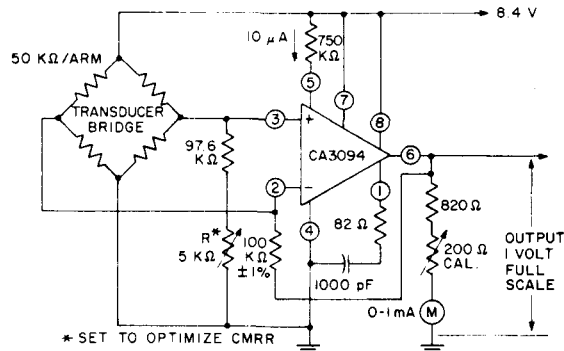 8.4 V
10 μA
750
KΩ
50 KΩ/ARM
5
7
TRANSDUCER
BRIDGE
8
3
+
97.6
KΩ
CA3094
6
2
−
1
R*
5 KΩ
100
KΩ
±1%
4
82 Ω
820Ω
200 Ω
CAL.
1000 pF
0-1mA
M
OUTPUT
1 VOLT
FULL
SCALE
* SET TO OPTIMIZE CMRR